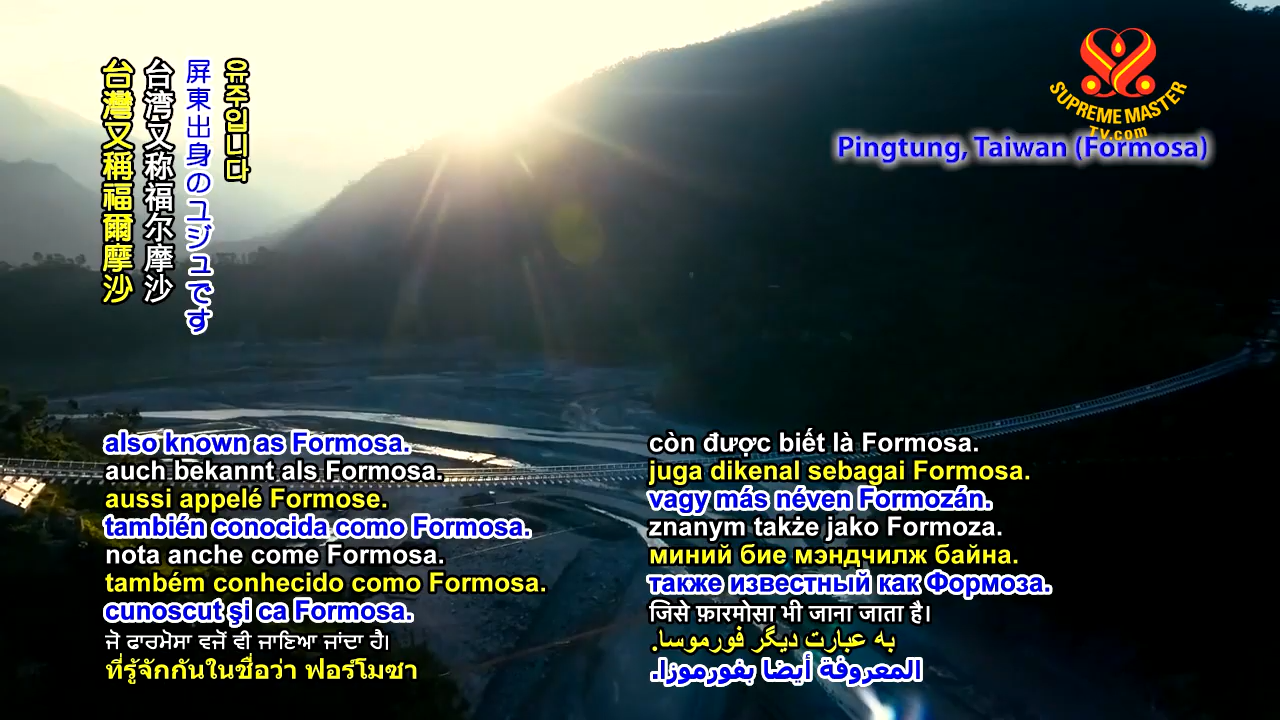 SUPREME MASTER
TV.com
Pingtung, Taiwan (Formosa)
유주입니다
屏東出身のユジュです
台湾又称福尔摩沙
台灣又稱福爾摩沙
also known as Formosa.
auch bekannt als Formosa.
aussi appelé Formose.
también conocida como Formosa.
nota anche come Formosa.
também conhecido como Formosa.
cunoscut şi ca Formosa.
ਜੋ ਫਾਰਮੋਸਾ ਵਜੋਂ ਵੀ ਜਾਣਿਆ ਜਾਂਦਾ ਹੈ।
ที่รู้จักกันในชื่อว่า ฟอร์โมซา
còn được biết là Formosa.
juga dikenal sebagai Formosa.
vagy más néven Formozán.
znanym także jako Formoza.
миний бие мэндчилж байна.
также известный как Формоза.
जिसे फ़ारमोसा भी जाना जाता है।
به عبارت دیگر فورموسا.
المعروفة أيضا بفورموزا.